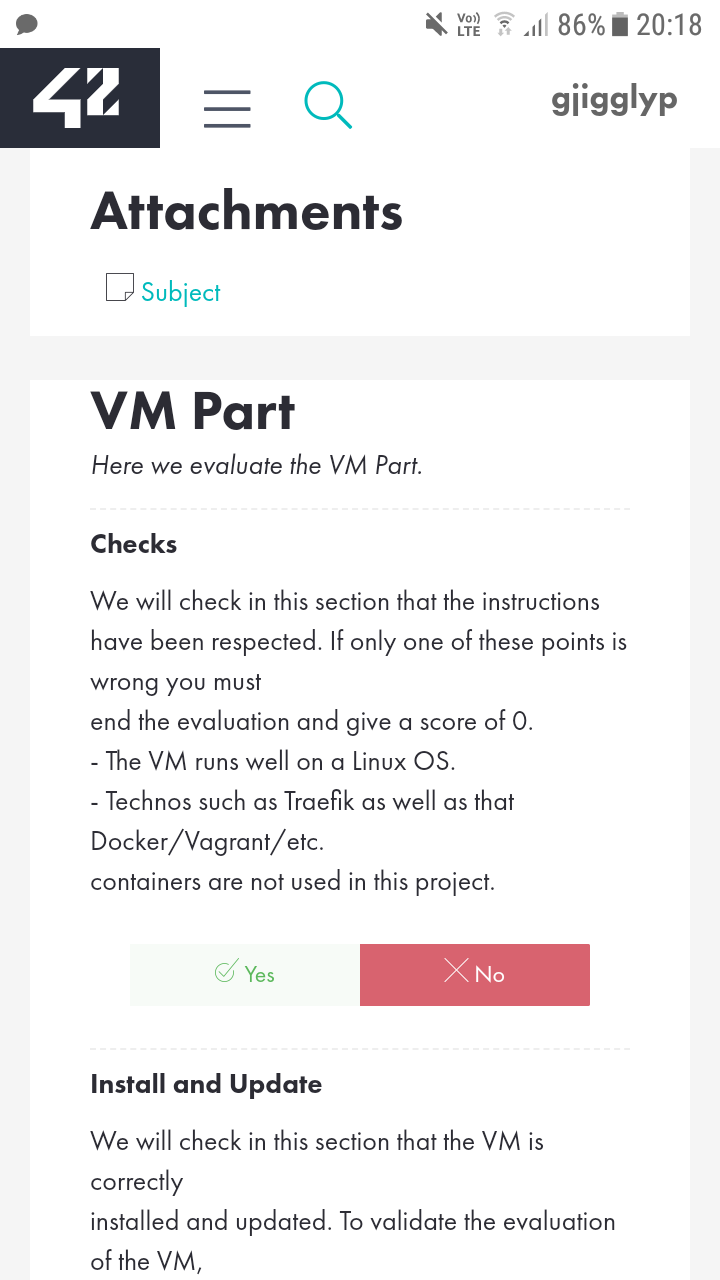 Vo)) LTE 86% 20:18
42 gjigglyp
Attachments
Subject
VM Part
Here we evaluate the VM Part.
Checks
We will check in this section that the instructions
have been respected. If only one of these points is
wrong you must
end the evaluation and give a score of 0.
- The VM runs well on a Linux OS.
- Technos such as Traefik as well as that
Docker/Vagrant/etc.
containers are not used in this project.
Yes No
Install and Update
We will check in this section that the VM is
correctly
installed and updated. To validate the evaluation
of the VM,